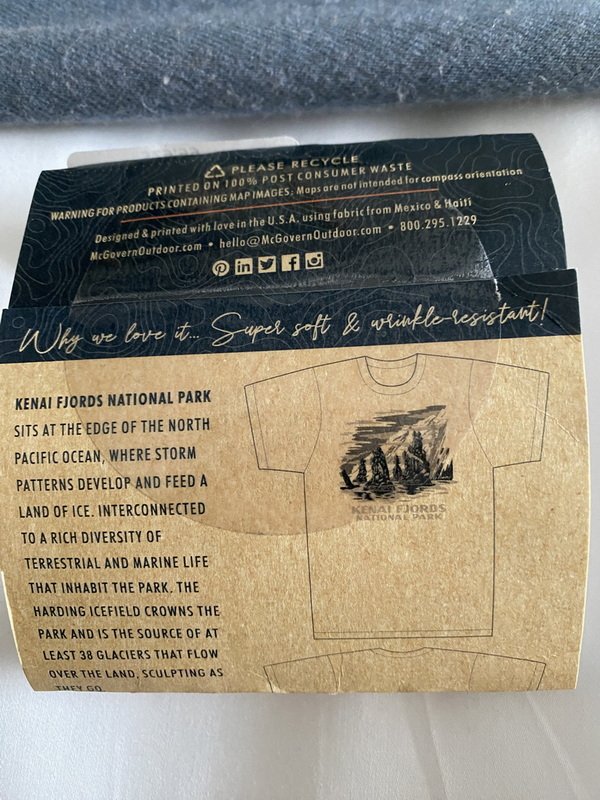 PLEASE RECYCLE
PRINTED ON 100% POST CONSUMER WASTE
WARNING FOR PRODUCTS CONTAINING MAP IMAGES: Maps are not intended for compass orientation
Designed & printed with love in the U.S.A. using fabric from Mexico & Haiti
McGovernOutdoor.com • hello@McGovernOutdoor.com • 800.295.1229
Why we love it... Super soft & wrinkle-resistant!
KENAI FJORDS NATIONAL PARK
SITS AT THE EDGE OF THE NORTH
PACIFIC OCEAN, WHERE STORM
PATTERNS DEVELOP AND FEED A
LAND OF ICE. INTERCONNECTED
TO A RICH DIVERSITY OF
TERRESTRIAL AND MARINE LIFE
THAT INHABIT THE PARK. THE
HARDING ICEFIELD CROWNS THE
PARK AND IS THE SOURCE OF AT
LEAST 38 GLACIERS THAT FLOW
OVER THE LAND, SCULPTING AS
THEY GO
KENAI FJORDS
NATIONAL PARK